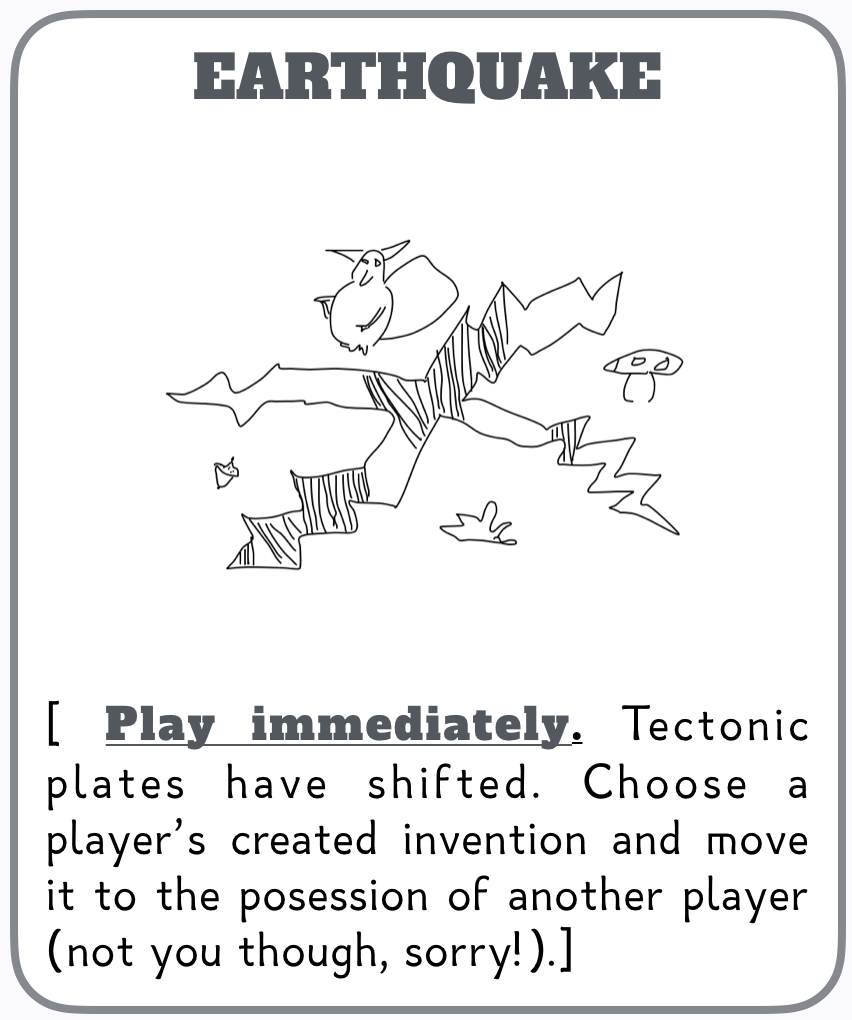 EARTHQUAKE
[ Play immediately. Tectonic
plates have shifted. Choose a
player’s created invention and move
it to the posession of another player
(not you though, sorry!).]